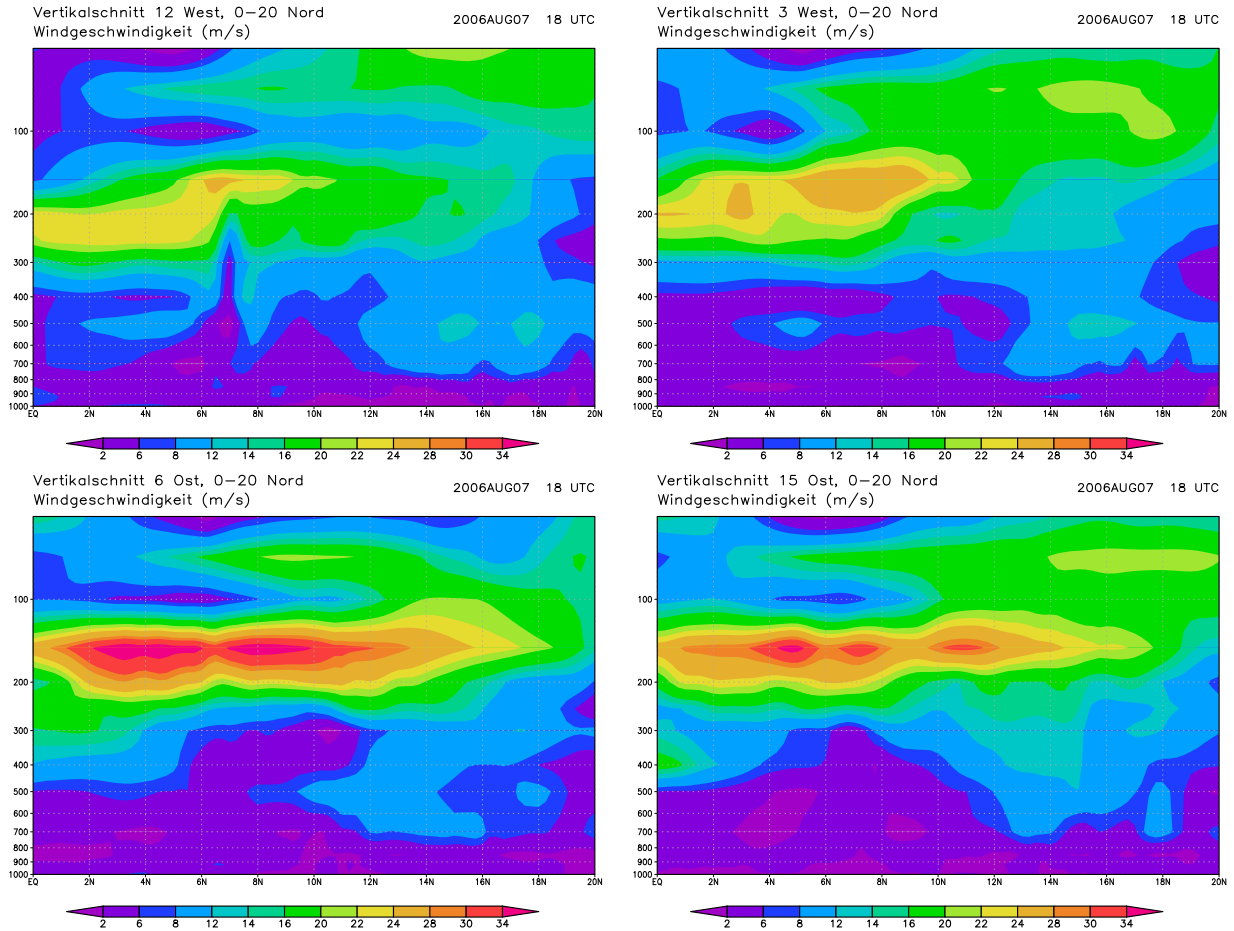 Vertikalschnitt 12 West, 0-20 Nord
Windgeschwindigkeit (m/s)
2006AUG07 18 UTC
100
200
300
400
500
600
700
800
900
1000
EQ 2N 4N 6N 8N 10N 12N 14N 16N 18N 20N
2 6 8 12 14 16 20 22 24 28 30 34
Vertikalschnitt 3 West, 0-20 Nord
Windgeschwindigkeit (m/s)
2006AUG07 18 UTC
100
200
300
400
500
600
700
800
900
1000
EQ 2N 4N 6N 8N 10N 12N 14N 16N 18N 20N
2 6 8 12 14 16 20 22 24 28 30 34
Vertikalschnitt 6 Ost, 0-20 Nord
Windgeschwindigkeit (m/s)
2006AUG07 18 UTC
100
200
300
400
500
600
700
800
900
1000
EQ 2N 4N 6N 8N 10N 12N 14N 16N 18N 20N
2 6 8 12 14 16 20 22 24 28 30 34
Vertikalschnitt 15 Ost, 0-20 Nord
Windgeschwindigkeit (m/s)
2006AUG07 18 UTC
100
200
300
400
500
600
700
800
900
1000
EQ 2N 4N 6N 8N 10N 12N 14N 16N 18N 20N
2 6 8 12 14 16 20 22 24 28 30 34